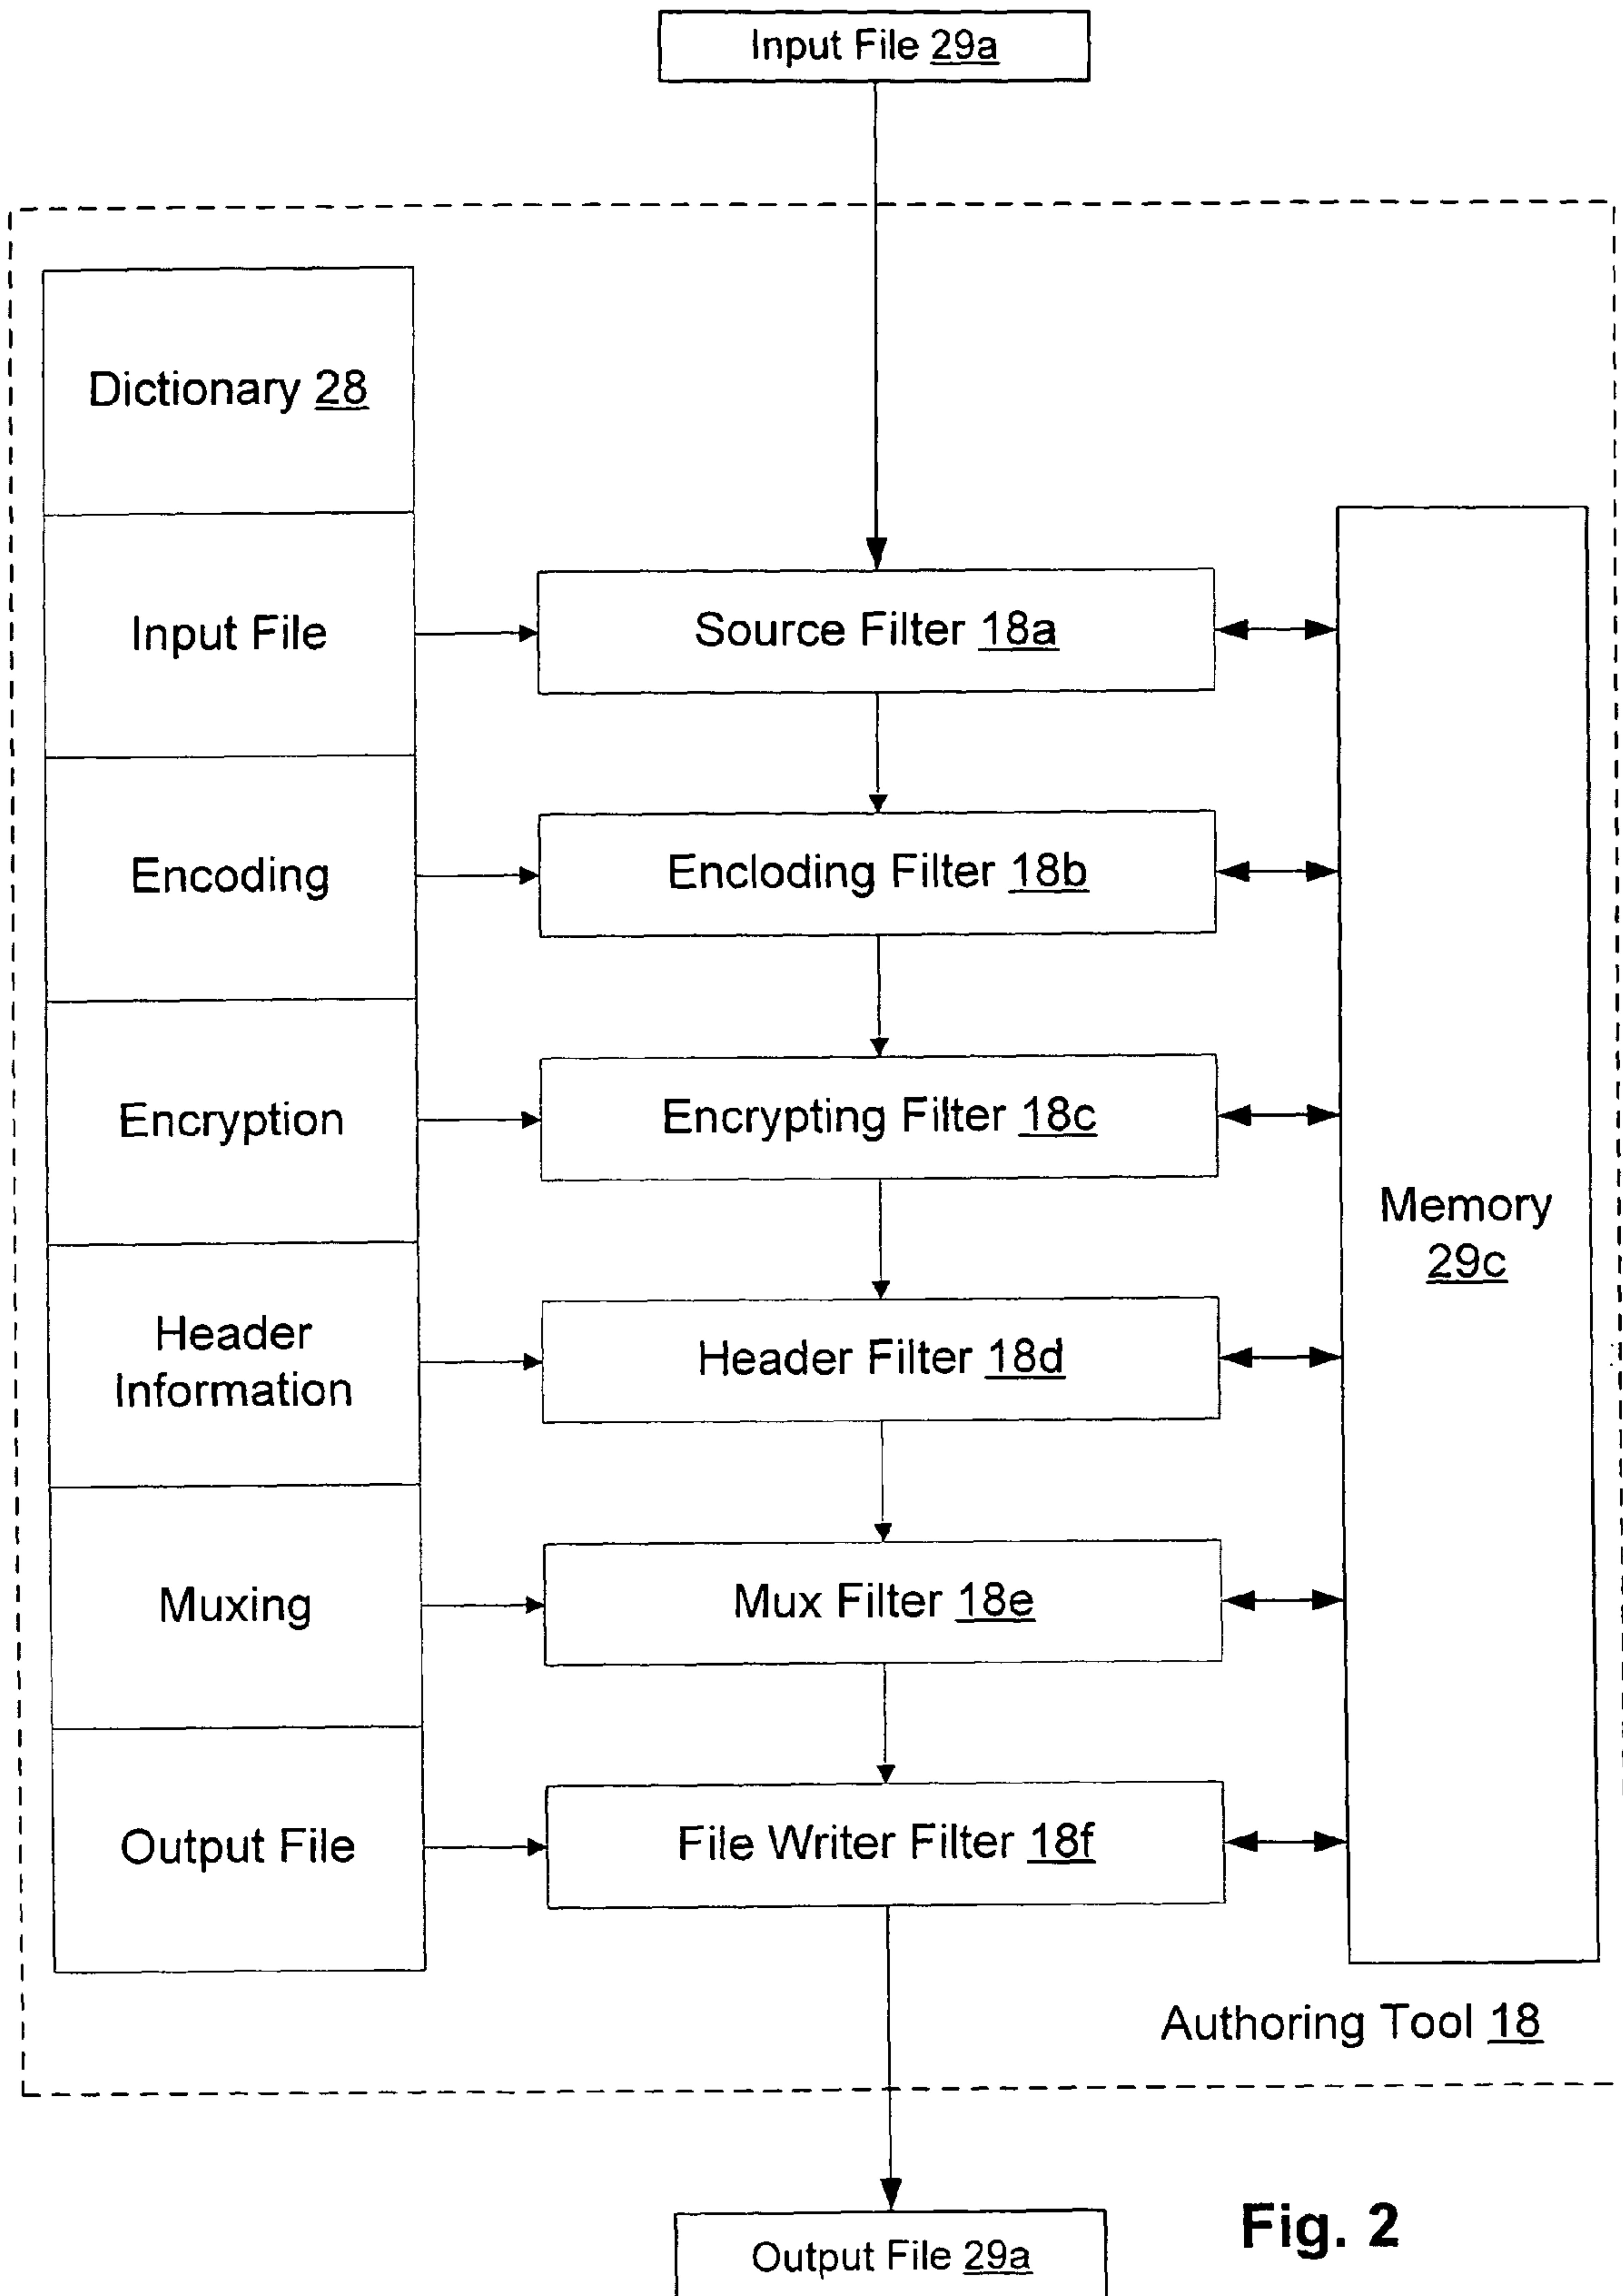 Input File 29a
Dictionary 28
Input File
Source Filter 18a
Encoding
Encloding Filter 18b
Encryption
Encrypting Filter 18c
Memory
29c
Header
Information
Header Filter 18d
Muxing
Mux Filter 18e
Output File
File Writer Filter 18f
Authoring Tool 18
Output File 29a
Fig. 2